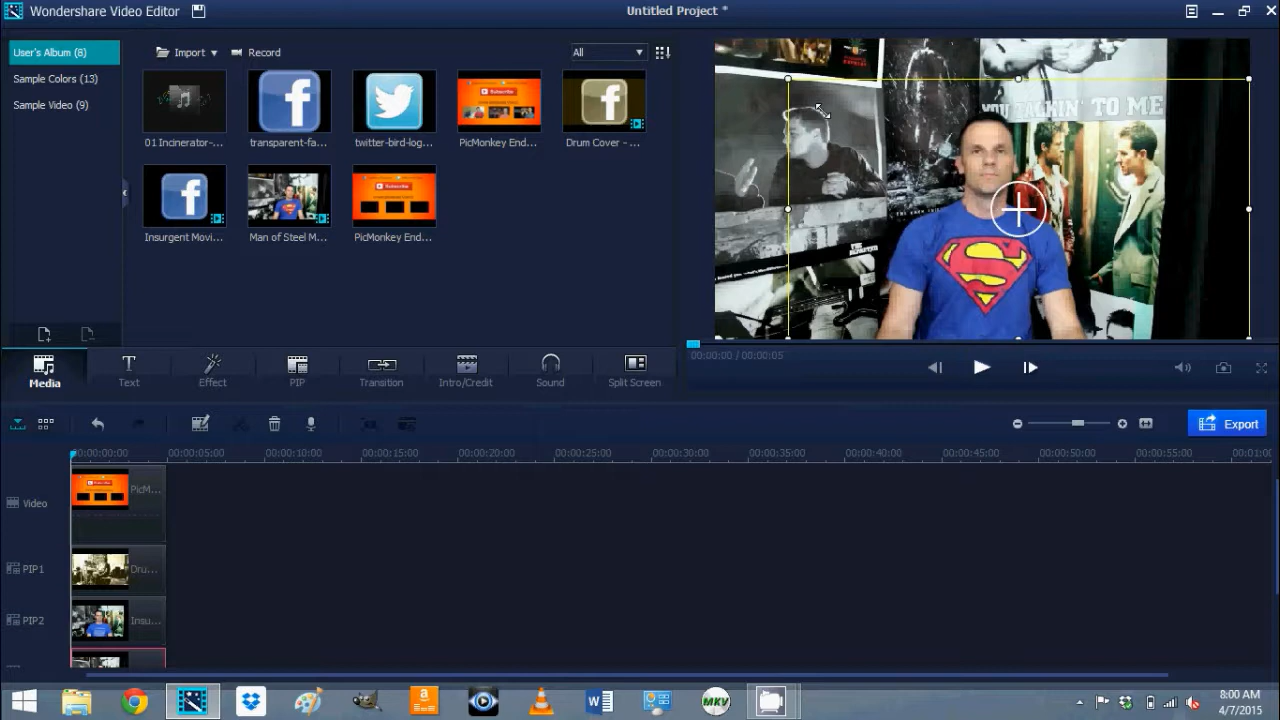 Wondershare Video Editor
Untitled Project *
User's Album (8)
Sample Colors (13)
Sample Video (9)
Import
Record
All
01 Incinerator-...
transparent-fa...
twitter-bird-log...
PicMonkey End...
Drum Cover - ...
Insurgent Movi...
Man of Steel M...
PicMonkey End...
YOU TALKIN' TO ME
00:00:00 / 00:00:05
Media
Text
Effect
PIP
Transition
Intro/Credit
Sound
Split Screen
Export
00:00:00:00
00:00:05:00
00:00:10:00
00:00:15:00
00:00:20:00
00:00:25:00
00:00:30:00
00:00:35:00
00:00:40:00
00:00:45:00
00:00:50:00
00:00:55:00
00:01:0
Video
PicM...
PIP1
Dru...
PIP2
Insu...
MKV
8:00 AM
4/7/2015